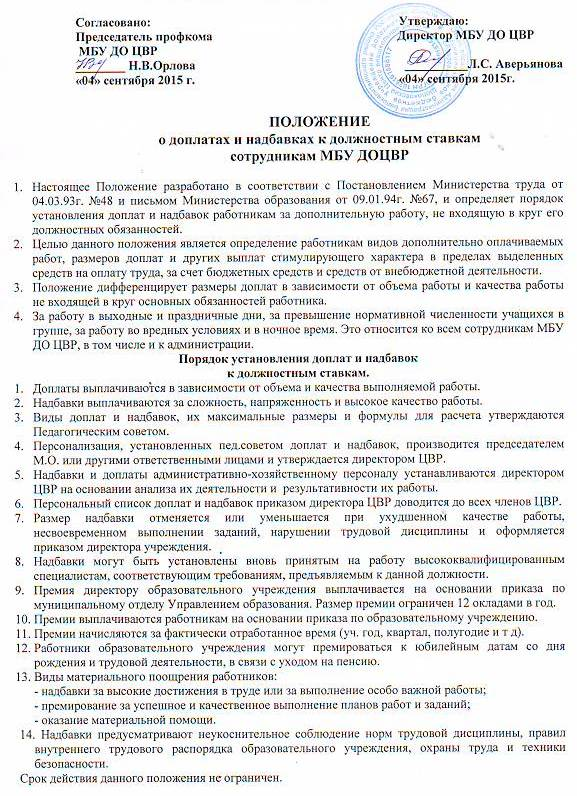 Согласовано: Утверждаю:
Председатель профкома Директор МБУ ДО ЦВР
МБУ ДО ЦВР
Н.В.Орлова Л.С. Аверьянова
«04» сентября 2015 г. «04» сентября 2015г.
ПОЛОЖЕНИЕ
о доплатах и надбавках к должностным ставкам
сотрудникам МБУ ДОЦВР
1. Настоящее Положение разработано в соответствии с Постановлением Министерства труда от
04.03.93г. №48 и письмом Министерства образования от 09.01.94г. №67, и определяет порядок
установления доплат и надбавок работникам за дополнительную работу, не входящую в круг его
должностных обязанностей.
2. Целью данного положения является определение работникам видов дополнительно оплачиваемых
работ, размеров доплат и других выплат стимулирующего характера в пределах выделенных
средств на оплату труда, за счет бюджетных средств и средств от внебюджетной деятельности.
3. Положение дифференцирует размеры доплат в зависимости от объема работы и качества работы
не входящей в круг основных обязанностей работника.
4. За работу в выходные и праздничные дни, за превышение нормативной численности учащихся в
группе, за работу во вредных условиях и в ночное время. Это относится ко всем сотрудникам МБУ
ДО ЦВР, в том числе и к администрации.
Порядок установления доплат и надбавок
к должностным ставкам.
1. Доплаты выплачиваются в зависимости от объема и качества выполняемой работы.
2. Надбавки выплачиваются за сложность, напряженность и высокое качество работы.
3. Виды доплат и надбавок, их максимальные размеры и формулы для расчета утверждаются
Педагогическим советом.
4. Персонализация, установленных пед.советом доплат и надбавок, производится председателем
М.О. или другими ответственными лицами и утверждается директором ЦВР.
5. Надбавки и доплаты административно-хозяйственному персоналу устанавливаются директором
ЦВР на основании анализа их деятельности и результативности их работы.
6. Персональный список доплат и надбавок приказом директора ЦВР доводится до всех членов ЦВР.
7. Размер надбавки отменяется или уменьшается при ухудшенном качестве работы,
несвоевременном выполнении заданий, нарушении трудовой дисциплины и оформляется
приказом директора учреждения.
8. Надбавки могут быть установлены вновь принятым на работу высококвалифицированным
специалистам, соответствующим требованиям, предъявляемым к данной должности.
9. Премия директору образовательного учреждения выплачивается на основании приказа по
муниципальному отделу Управлением образования. Размер премии ограничен 12 окладами в год.
10. Премии выплачиваются работникам на основании приказа по образовательному учреждению.
11. Премии начисляются за фактически отработанное время (уч. год, квартал, полугодие и т д).
12. Работники образовательного учреждения могут премироваться к юбилейным датам со дня
рождения и трудовой деятельности, в связи с уходом на пенсию.
13. Виды материального поощрения работников:
- надбавки за высокие достижения в труде или за выполнение особо важной работы;
- премирование за успешное и качественное выполнение планов работ и заданий;
- оказание материальной помощи.
14. Надбавки предусматривают неукоснительное соблюдение норм трудовой дисциплины, правил
внутреннего трудового распорядка образовательного учреждения, охраны труда и техники
безопасности.
Срок действия данного положения не ограничен.